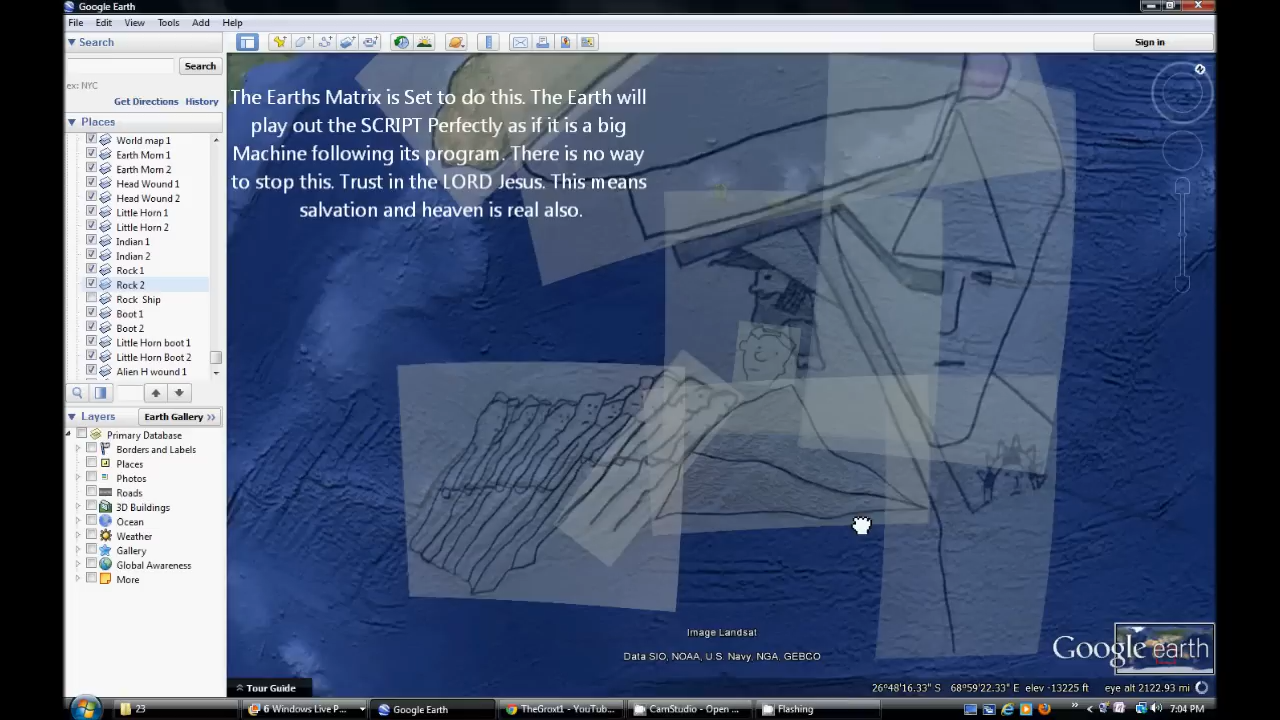 Google Earth
File Edit View Tools Add Help
Search
Sign in
Search
ex: NYC
Get Directions History
Places
World map 1
Earth Morn 1
Earth Morn 2
Head Wound 1
Head Wound 2
Little Horn 1
Little Horn 2
Indian 1
Indian 2
Rock 1
Rock 2
Rock Ship
Boot 1
Boot 2
Little Horn boot 1
Little Horn Boot 2
Alien H wound 1
Layers
Earth Gallery >>
Primary Database
Borders and Labels
Places
Photos
Roads
3D Buildings
Ocean
Weather
Gallery
Global Awareness
More
The Earths Matrix is Set to do this. The Earth will
play out the SCRIPT Perfectly as if it is a big
Machine following its program. There is no way
to stop this. Trust in the LORD Jesus. This means
salvation and heaven is real also.
Image Landsat
Data SIO, NOAA, U.S. Navy, NGA, GEBCO
Google earth
Tour Guide
26°48'16.33" S 68°59'22.33" E elev -13225 ft eye alt 2122.93 mi
23
6 Windows Live P...
Google Earth
TheGroxt1 - YouTub...
CamStudio - Open ...
Flashing
7:04 PM